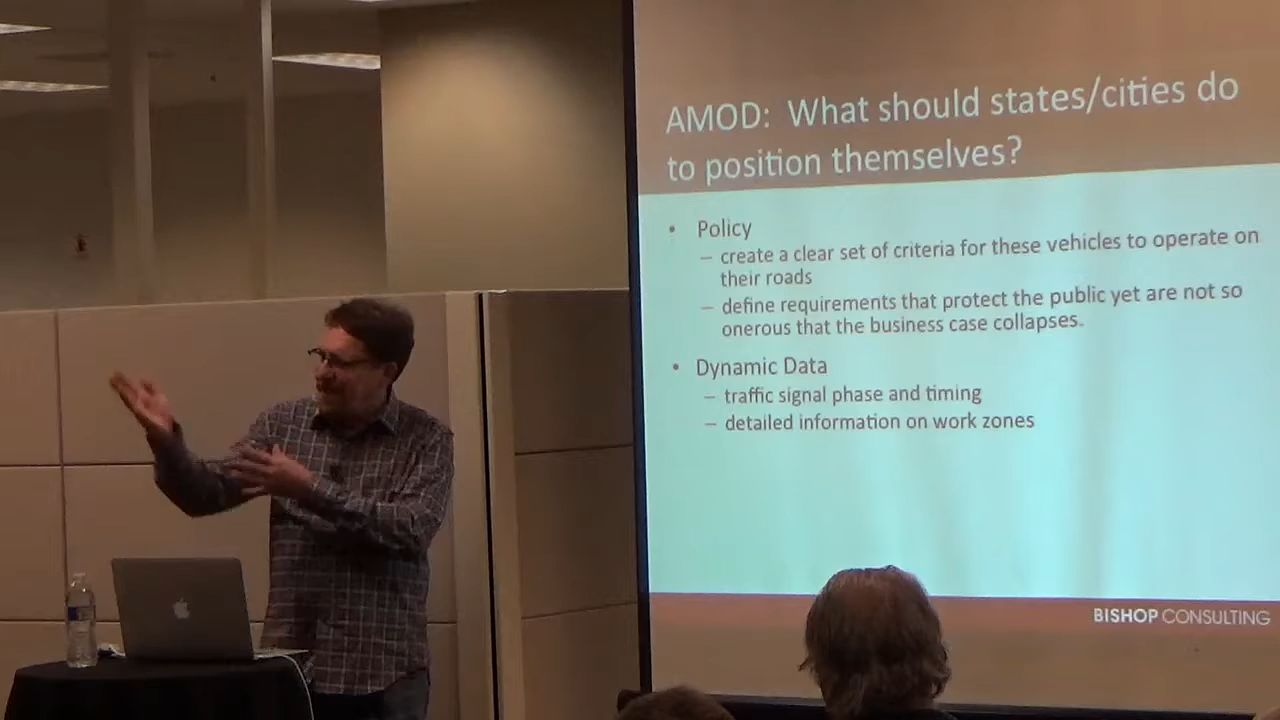 AMOD: What should states/cities do
to position themselves?
• Policy
– create a clear set of criteria for these vehicles to operate on
their roads
– define requirements that protect the public yet are not so
onerous that the business case collapses.
• Dynamic Data
– traffic signal phase and timing
– detailed information on work zones
BISHOP CONSULTING